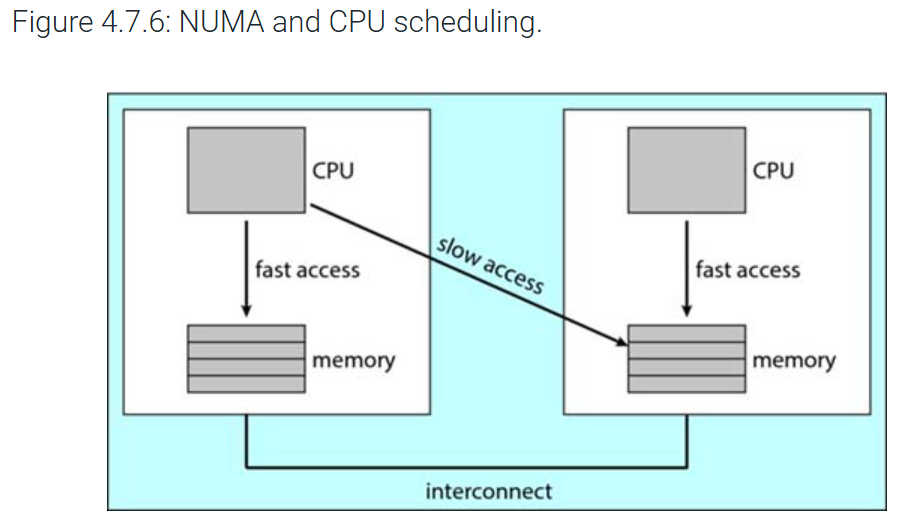 Figure 4.7.6: NUMA and CPU scheduling.
CPU
CPU
slow access
fast access
fast access
memory
memory
interconnect